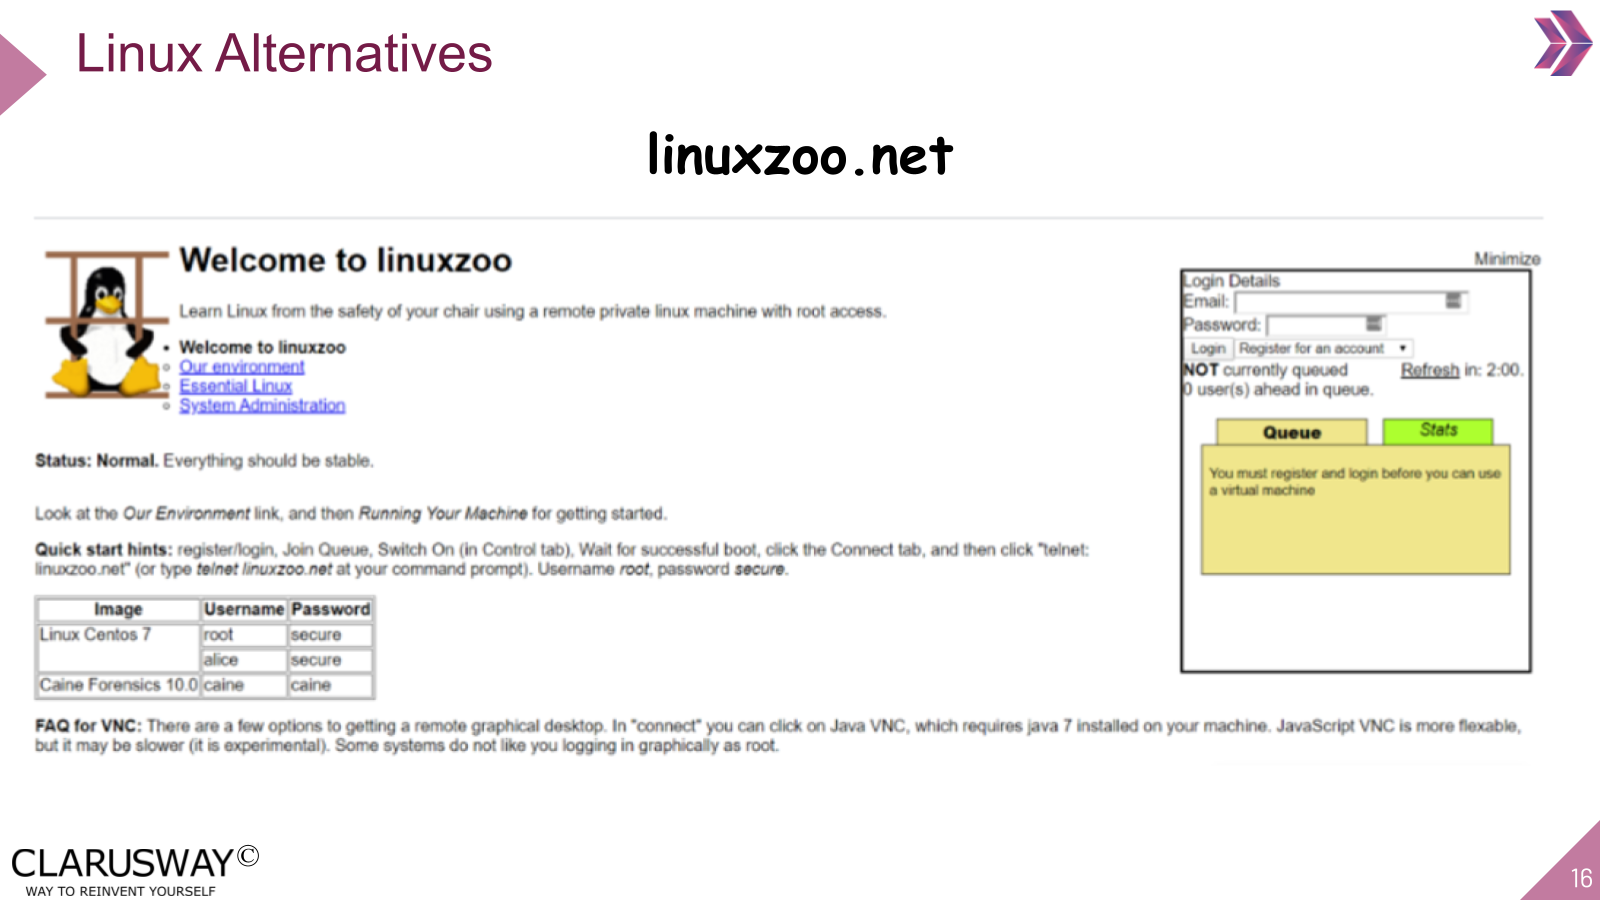 Linux Alternatives
linuxzoo.net
Welcome to linuxzoo
Learn Linux from the safety of your chair using a remote private linux machine with root access.
• Welcome to linuxzoo
◦ Our environment
◦ Essential Linux
◦ System Administration
Status: Normal. Everything should be stable.
Look at the Our Environment link, and then Running Your Machine for getting started.
Quick start hints: register/login, Join Queue, Switch On (in Control tab), Wait for successful boot, click the Connect tab, and then click "telnet:
linuxzoo.net" (or type telnet linuxzoo.net at your command prompt). Username root, password secure.
Image Username Password
Linux Centos 7 root secure
alice secure
Caine Forensics 10.0 caine caine
FAQ for VNC: There are a few options to getting a remote graphical desktop. In "connect" you can click on Java VNC, which requires java 7 installed on your machine. JavaScript VNC is more flexable,
but it may be slower (it is experimental). Some systems do not like you logging in graphically as root.
Minimize
Login Details
Email:
Password:
Login Register for an account
NOT currently queued Refresh in: 2:00.
0 user(s) ahead in queue.
Queue Stats
You must register and login before you can use
a virtual machine
CLARUSWAY©
WAY TO REINVENT YOURSELF
16